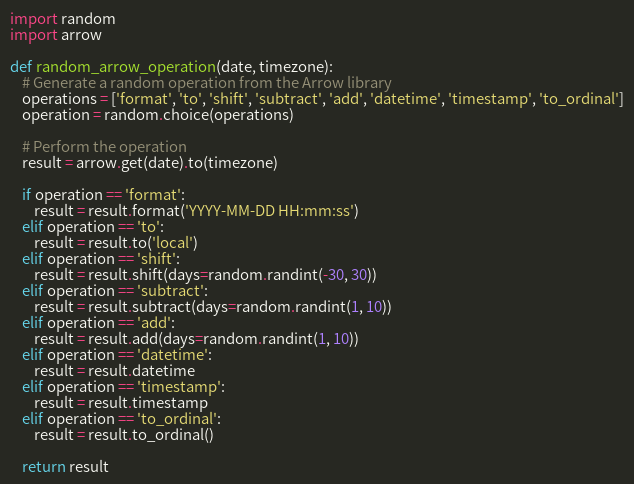 import random
import arrow

def random_arrow_operation(date, timezone):
    # Generate a random operation from the Arrow library
    operations = ['format', 'to', 'shift', 'subtract', 'add', 'datetime', 'timestamp', 'to_ordinal']
    operation = random.choice(operations)

    # Perform the operation
    result = arrow.get(date).to(timezone)

    if operation == 'format':
        result = result.format('YYYY-MM-DD HH:mm:ss')
    elif operation == 'to':
        result = result.to('local')
    elif operation == 'shift':
        result = result.shift(days=random.randint(-30, 30))
    elif operation == 'subtract':
        result = result.subtract(days=random.randint(1, 10))
    elif operation == 'add':
        result = result.add(days=random.randint(1, 10))
    elif operation == 'datetime':
        result = result.datetime
    elif operation == 'timestamp':
        result = result.timestamp
    elif operation == 'to_ordinal':
        result = result.to_ordinal()

    return result